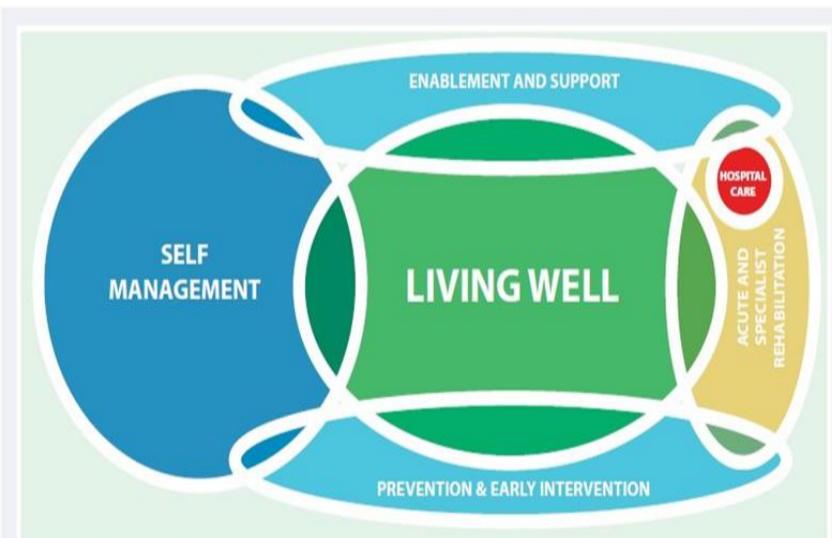 ENABLEMENT AND SUPPORT
HOSPITAL
CARE
SELF
MANAGEMENT
LIVING WELL
ACUTE AND
SPECIALIST
REHABILITATION
PREVENTION & EARLY INTERVENTION